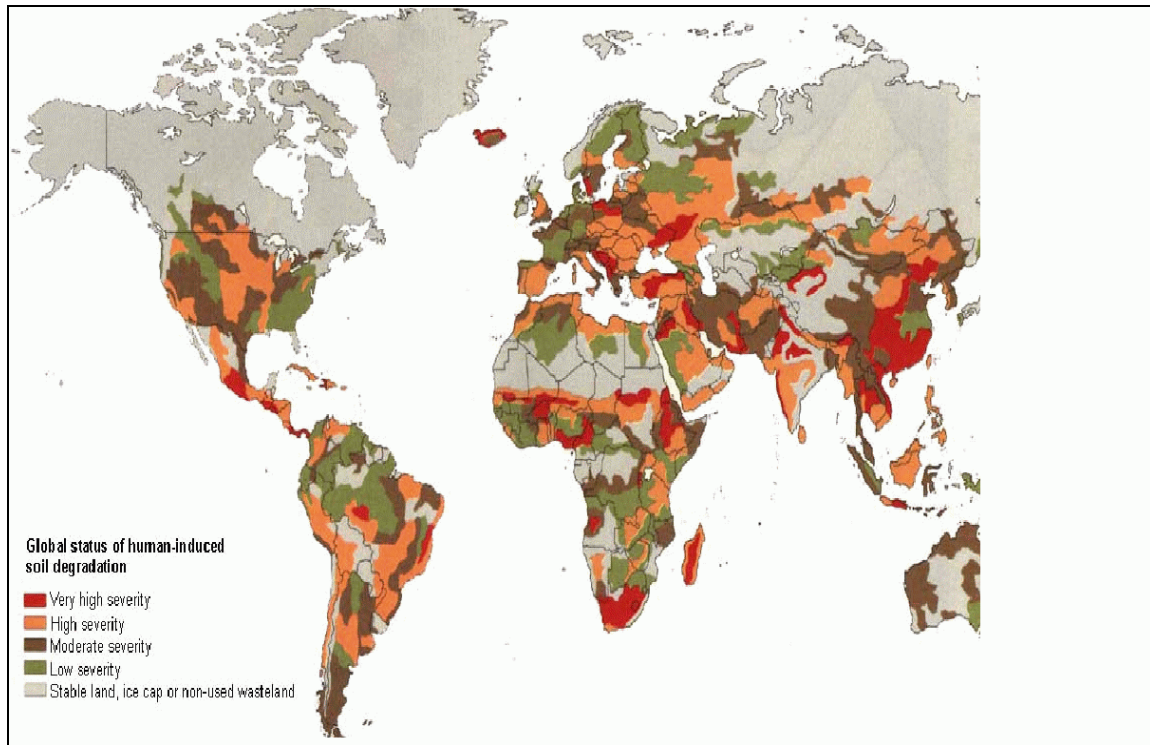 Global status of human-induced
soil degradation
Very high severity
High severity
Moderate severity
Low severity
Stable land, ice cap or non-used wasteland